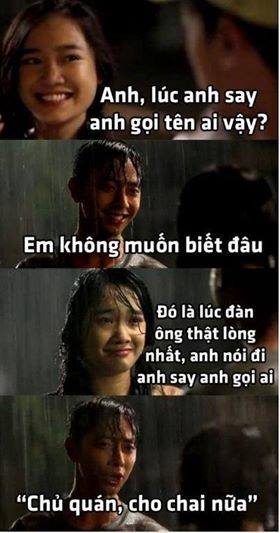 Anh, lúc anh say
anh gọi tên ai vậy?
Em không muốn biết đâu
Đó là lúc đàn
ông thật lòng
nhất, anh nói đi
anh say anh gọi ai
“Chủ quán, cho chai nữa”